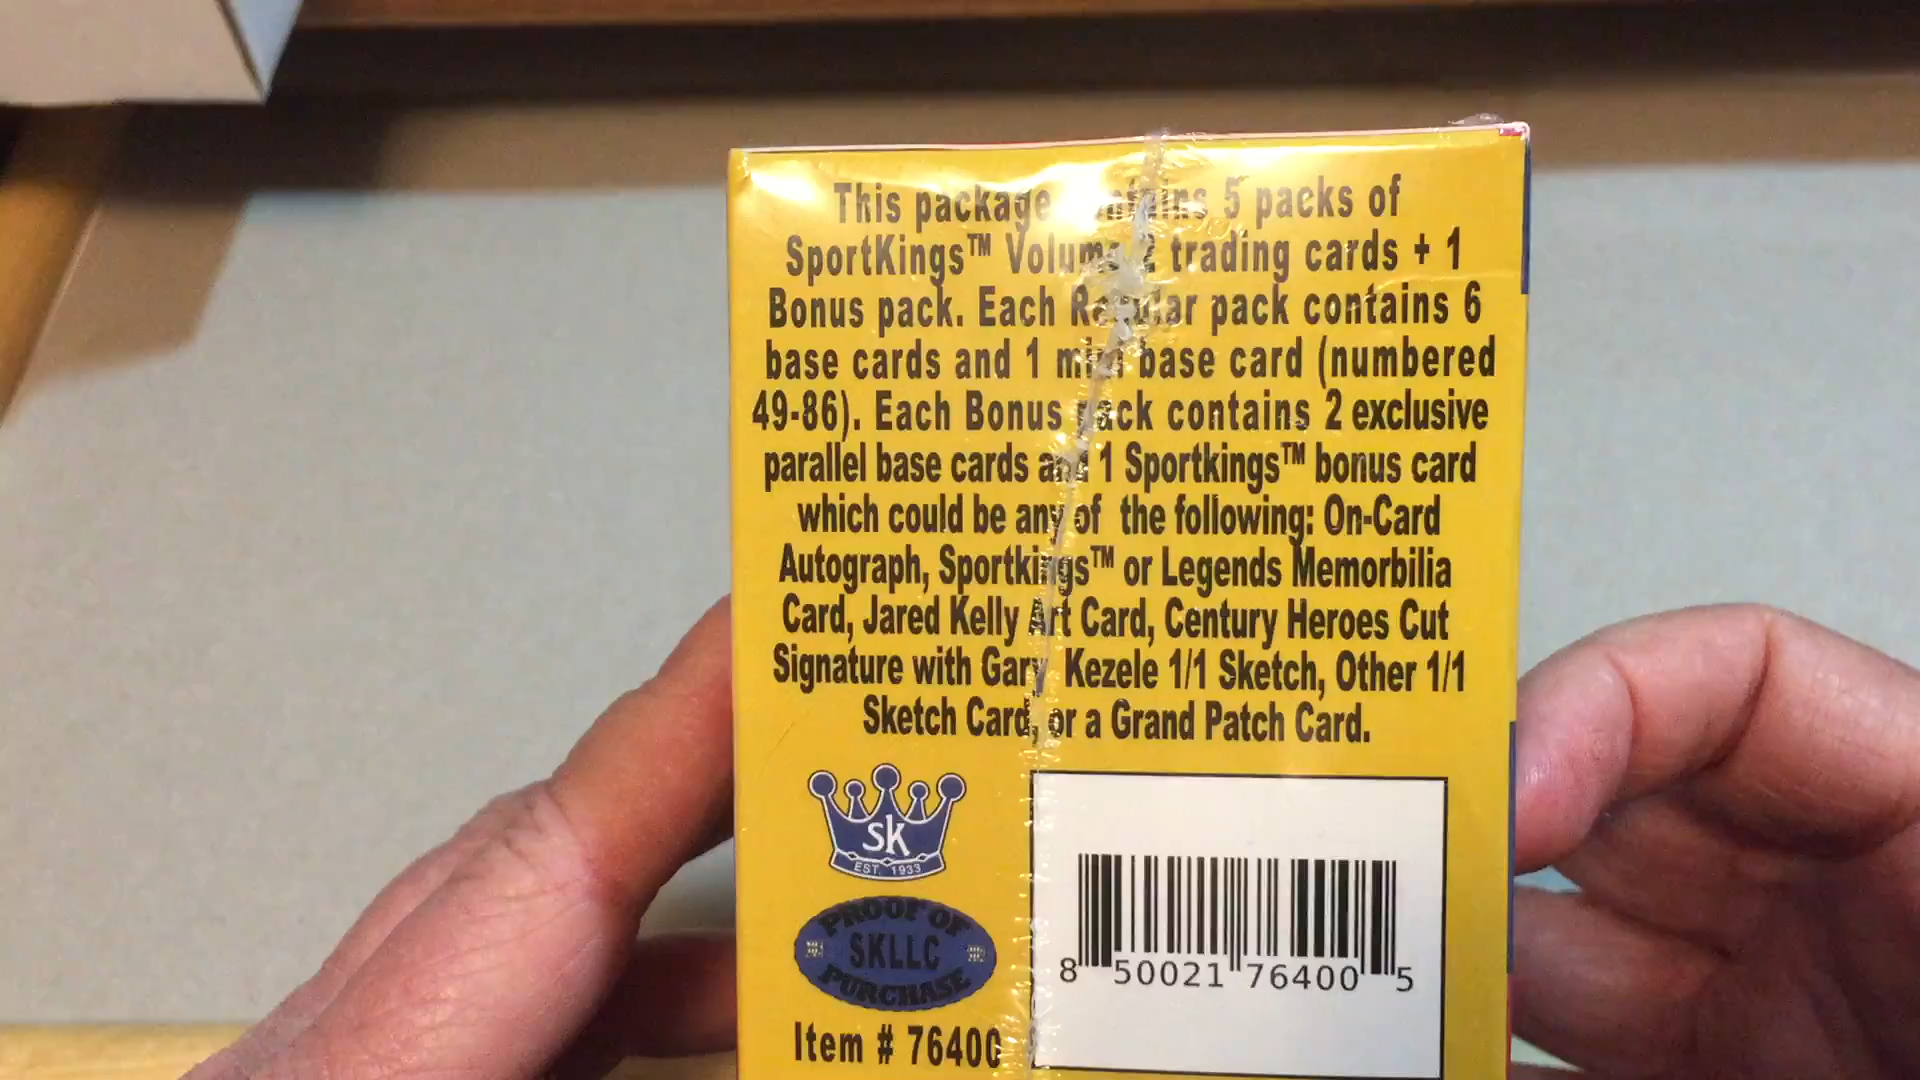 This package contains 5 packs of
SportKings™ Volume 2 trading cards + 1
Bonus pack. Each Regular pack contains 6
base cards and 1 mini base card (numbered
49-86). Each Bonus pack contains 2 exclusive
parallel base cards and 1 Sportkings™ bonus card
which could be any of the following: On-Card
Autograph, Sportkings™ or Legends Memorbilia
Card, Jared Kelly Art Card, Century Heroes Cut
Signature with Gary Kezele 1/1 Sketch, Other 1/1
Sketch Card, or a Grand Patch Card.
sk
EST. 1933
PROOF OF
SKLLC
PURCHASE
Item # 76400
8 50021 76400 5